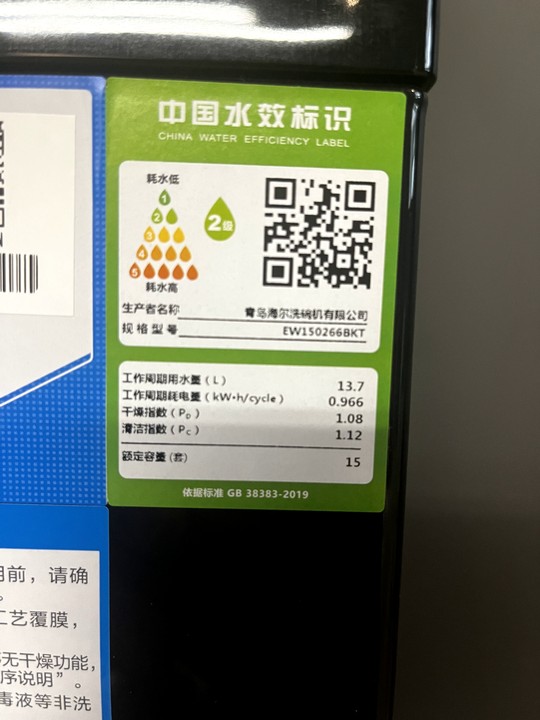 中国水效标识
CHINA WATER EFFICIENCY LABEL
耗水低
1
2
3
4
5
耗水高
2级
生产者名称 青岛海尔洗碗机有限公司
规格型号 EW150266BKT
工作周期用水量(L) 13.7
工作周期耗电量(kW·h/cycle) 0.966
干燥指数(PD) 1.08
清洁指数(PC) 1.12
额定容量(套) 15
依据标准 GB 38383-2019
前，请确
。
工艺覆膜，
无干燥功能，
序说明”。
毒液等非洗